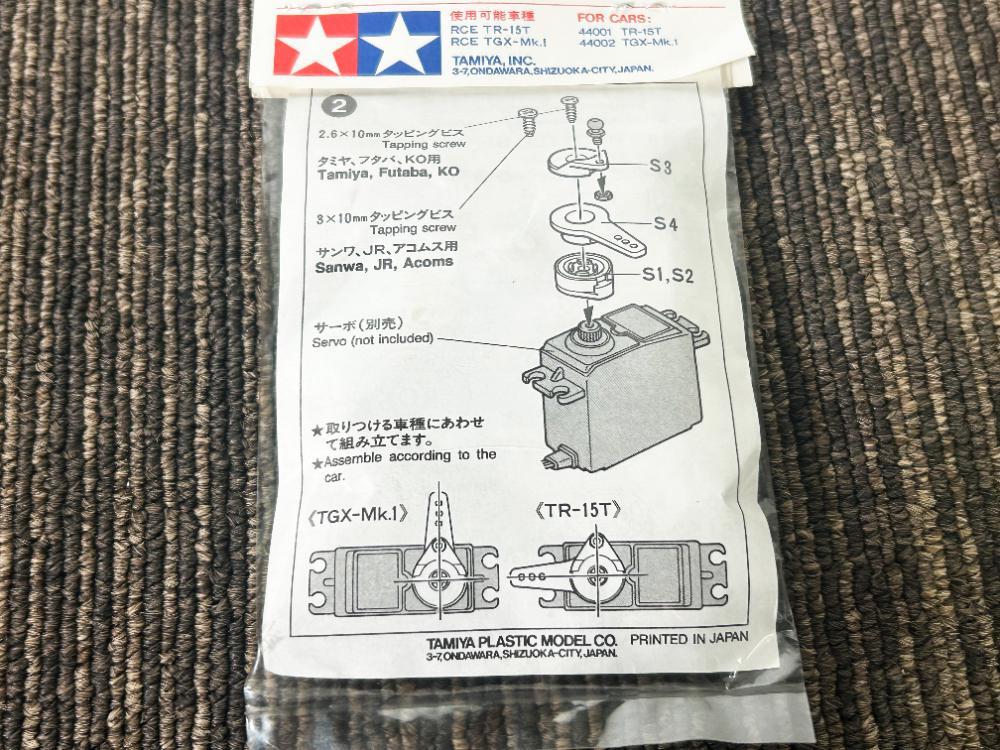 使用可能車種
RCE TR-15T
RCE TGX-Mk.1
FOR CARS:
44001 TR-15T
44002 TGX-Mk.1
TAMIYA, INC.
3-7, ONDAWARA, SHIZUOKA-CITY, JAPAN.
2
2.6×10mmタッピングビス
Tapping screw
タミヤ、フタバ、KO用
Tamiya, Futaba, KO
3×10mmタッピングビス
Tapping screw
サンワ、JR、アコムス用
Sanwa, JR, Acoms
S3
S4
S1, S2
サーボ(別売)
Servo (not included)
★取りつける車種にあわせ
て組み立てます。
★Assemble according to the
car.
《TGX-Mk.1》
《TR-15T》
TAMIYA PLASTIC MODEL CO.
3-7, ONDAWARA, SHIZUOKA-CITY, JAPAN.
PRINTED IN JAPAN